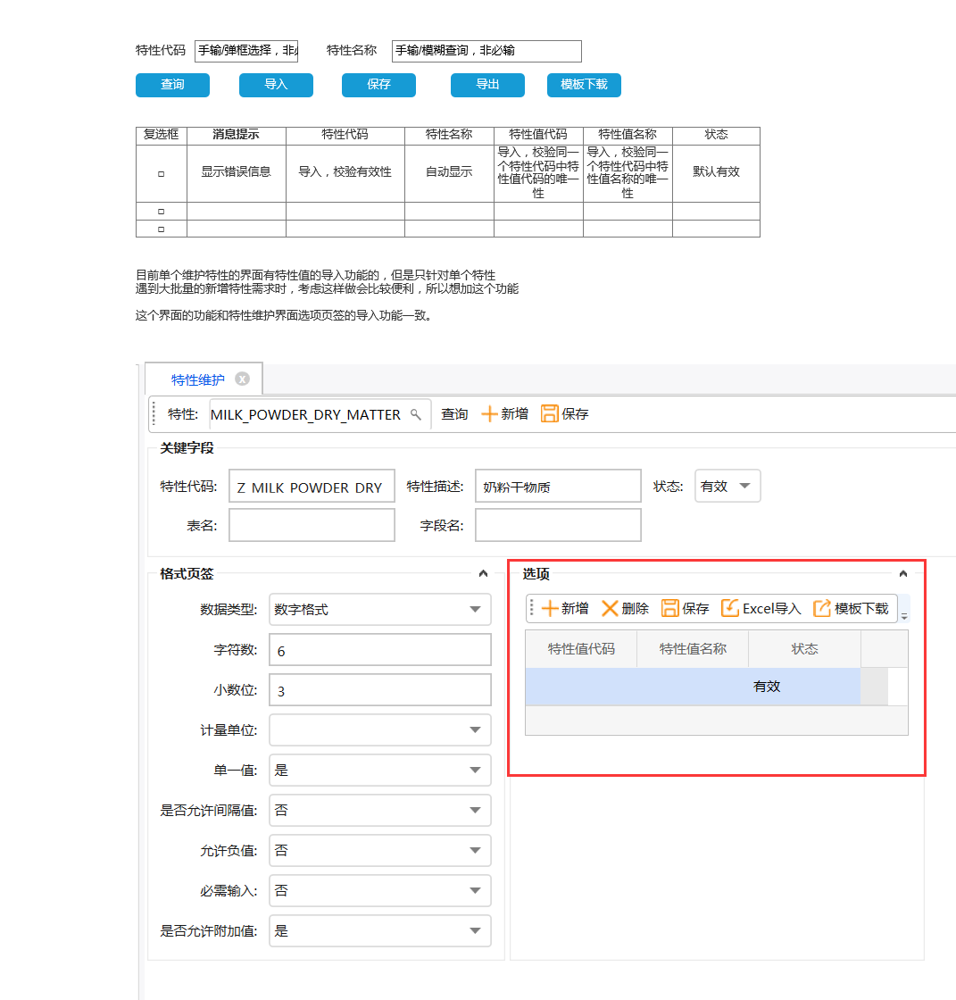 特性代码 手输/弹框选择，非 特性名称 手输/模糊查询，非必输
查询 导入 保存 导出 模板下载
复选框 消息提示 特性代码 特性名称 特性值代码 特性值名称 状态
□ 显示错误信息 导入，校验有效性 自动显示 导入，校验同一个特性代码中特性值代码的唯一性 导入，校验同一个特性代码中特性值名称的唯一性 默认有效
□
□
目前单个维护特性的界面有特性值的导入功能的，但是只针对单个特性
遇到大批量的新增特性需求时，考虑这样做会比较便利，所以想加这个功能
这个界面的功能和特性维护界面选项页签的导入功能一致。
特性维护
特性: MILK_POWDER_DRY_MATTER 查询 新增 保存
关键字段
特性代码: Z_MILK_POWDER_DRY 特性描述: 奶粉干物质 状态: 有效
表名: 字段名:
格式页签
数据类型: 数字格式
字符数: 6
小数位: 3
计量单位:
单一值: 是
是否允许间隔值: 否
允许负值: 否
必需输入: 否
是否允许附加值: 是
选项
新增 删除 保存 Excel导入 模板下载
特性值代码 特性值名称 状态
有效